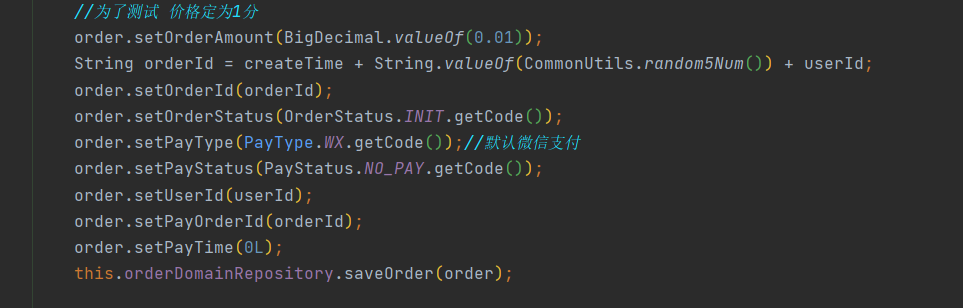 //为了测试 价格定为1分
order.setOrderAmount(BigDecimal.valueOf(0.01));
String orderId = createTime + String.valueOf(CommonUtils.random5Num()) + userId;
order.setOrderId(orderId);
order.setOrderStatus(OrderStatus.INIT.getCode());
order.setPayType(PayType.WX.getCode());//默认微信支付
order.setPayStatus(PayStatus.NO_PAY.getCode());
order.setUserId(userId);
order.setPayOrderId(orderId);
order.setPayTime(0L);
this.orderDomainRepository.saveOrder(order);